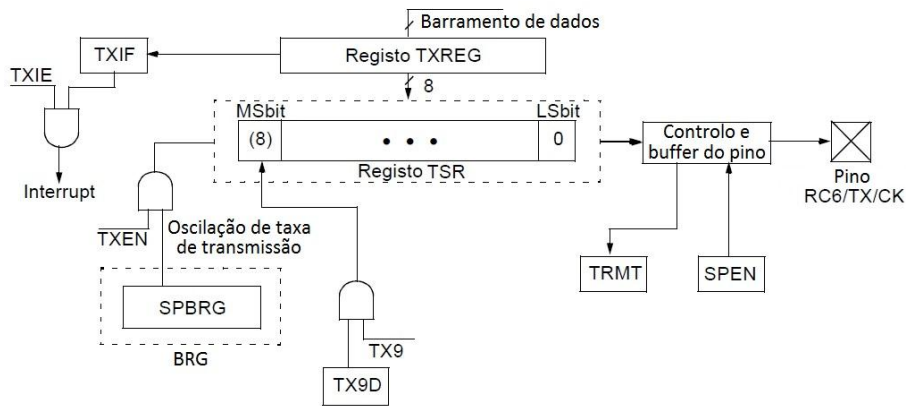 Barramento de dados
TXIF
Registo TXREG
TXIE
8
MSbit
LSbit
(8)
• • •
0
Registo TSR
Controlo e
buffer do pino
Pino
RC6/TX/CK
Interrupt
TXEN
Oscilação de taxa
de transmissão
TRMT
SPEN
SPBRG
BRG
TX9
TX9D